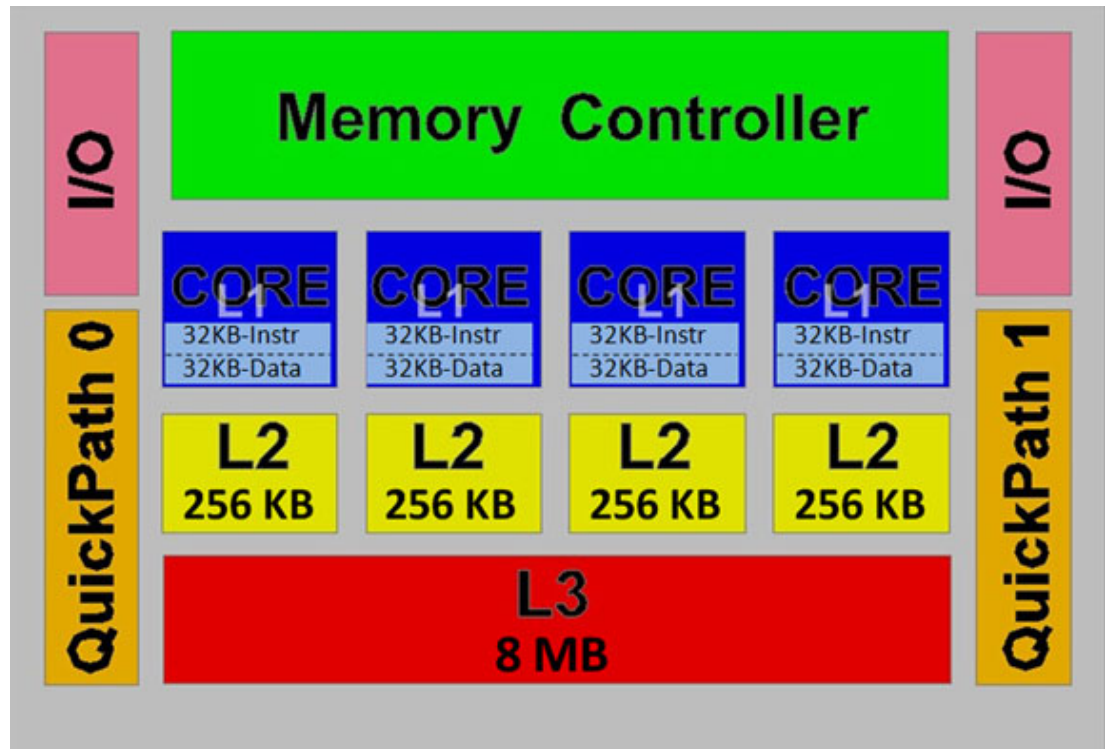 I/O
Memory Controller
I/O
CORE
L1
32KB-Instr
32KB-Data
CORE
L1
32KB-Instr
32KB-Data
CORE
L1
32KB-Instr
32KB-Data
CORE
L1
32KB-Instr
32KB-Data
QuickPath 0
L2
256 KB
L2
256 KB
L2
256 KB
L2
256 KB
QuickPath 1
L3
8 MB